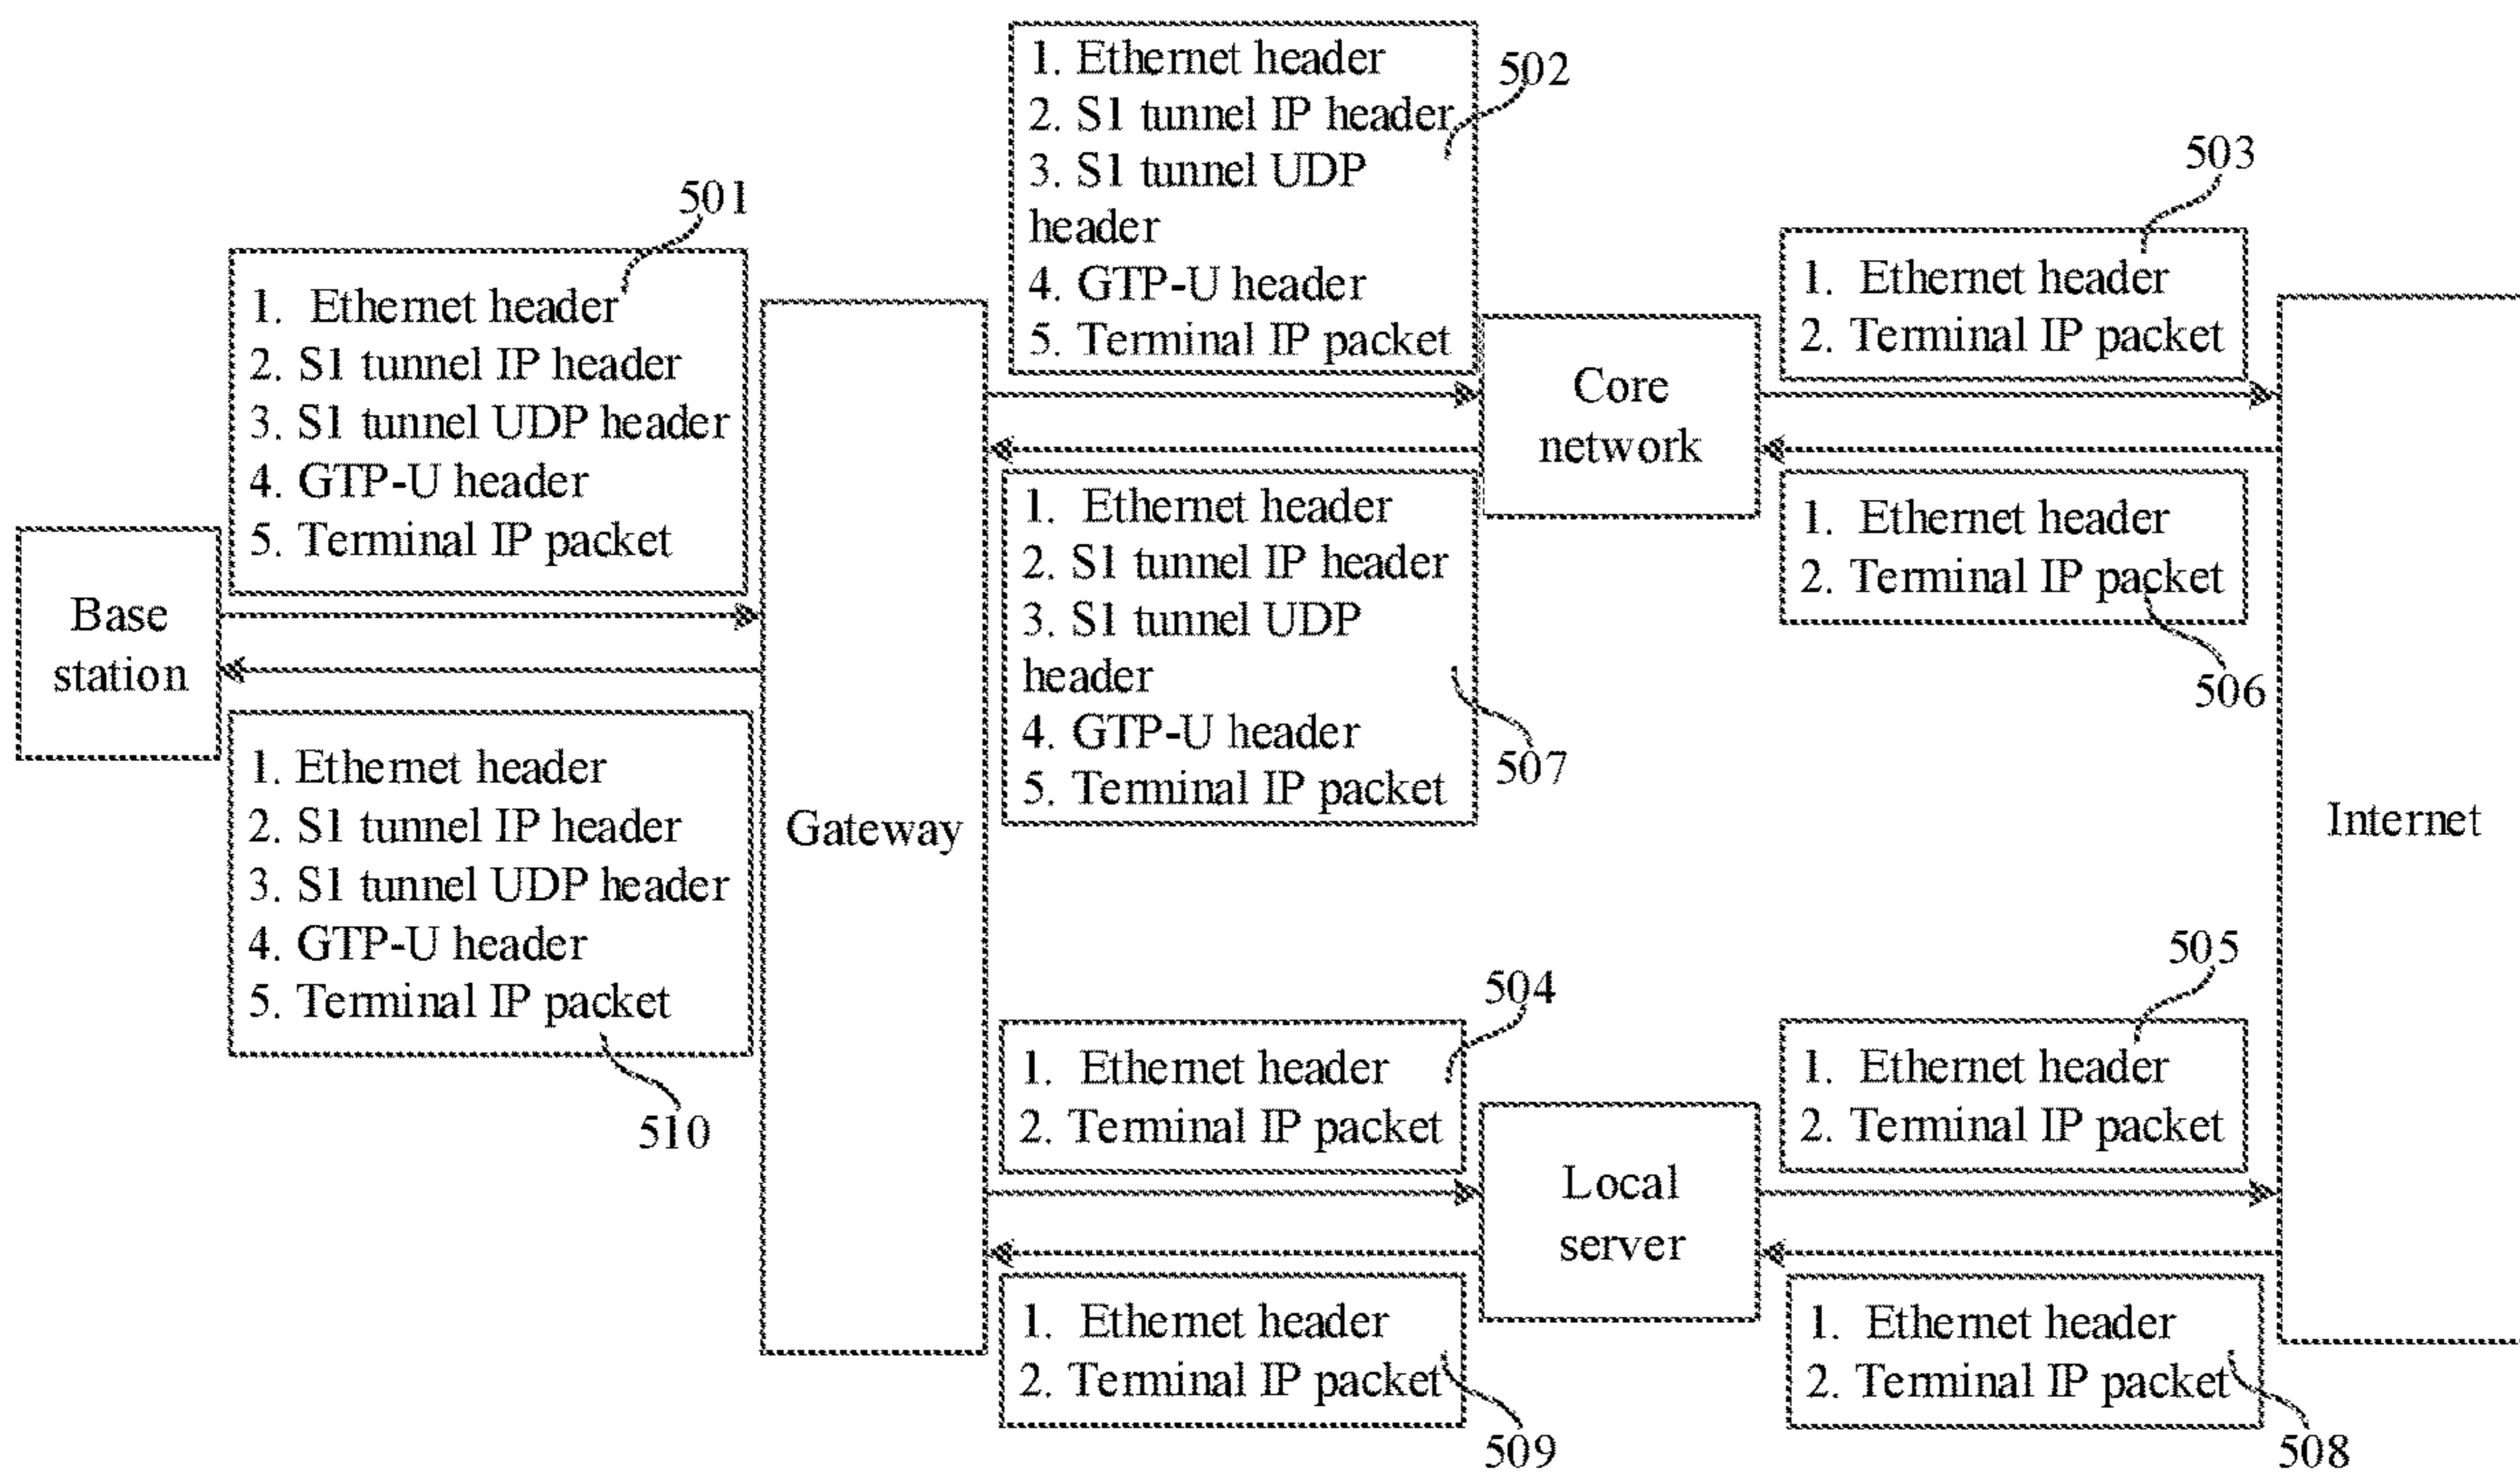 501
1. Ethernet header
2. S1 tunnel IP header
3. S1 tunnel UDP header
4. GTP-U header
5. Terminal IP packet
Base
station
1. Ethernet header
2. S1 tunnel IP header
3. S1 tunnel UDP header
4. GTP-U header
5. Terminal IP packet
510
Gateway
1. Ethernet header
2. S1 tunnel IP header
3. S1 tunnel UDP
header
4. GTP-U header
5. Terminal IP packet
502
1. Ethernet header
2. S1 tunnel IP header
3. S1 tunnel UDP
header
4. GTP-U header
5. Terminal IP packet
507
Core
network
503
1. Ethernet header
2. Terminal IP packet
1. Ethernet header
2. Terminal IP packet
506
Internet
504
1. Ethernet header
2. Terminal IP packet
1. Ethernet header
2. Terminal IP packet
509
Local
server
505
1. Ethernet header
2. Terminal IP packet
1. Ethernet header
2. Terminal IP packet
508